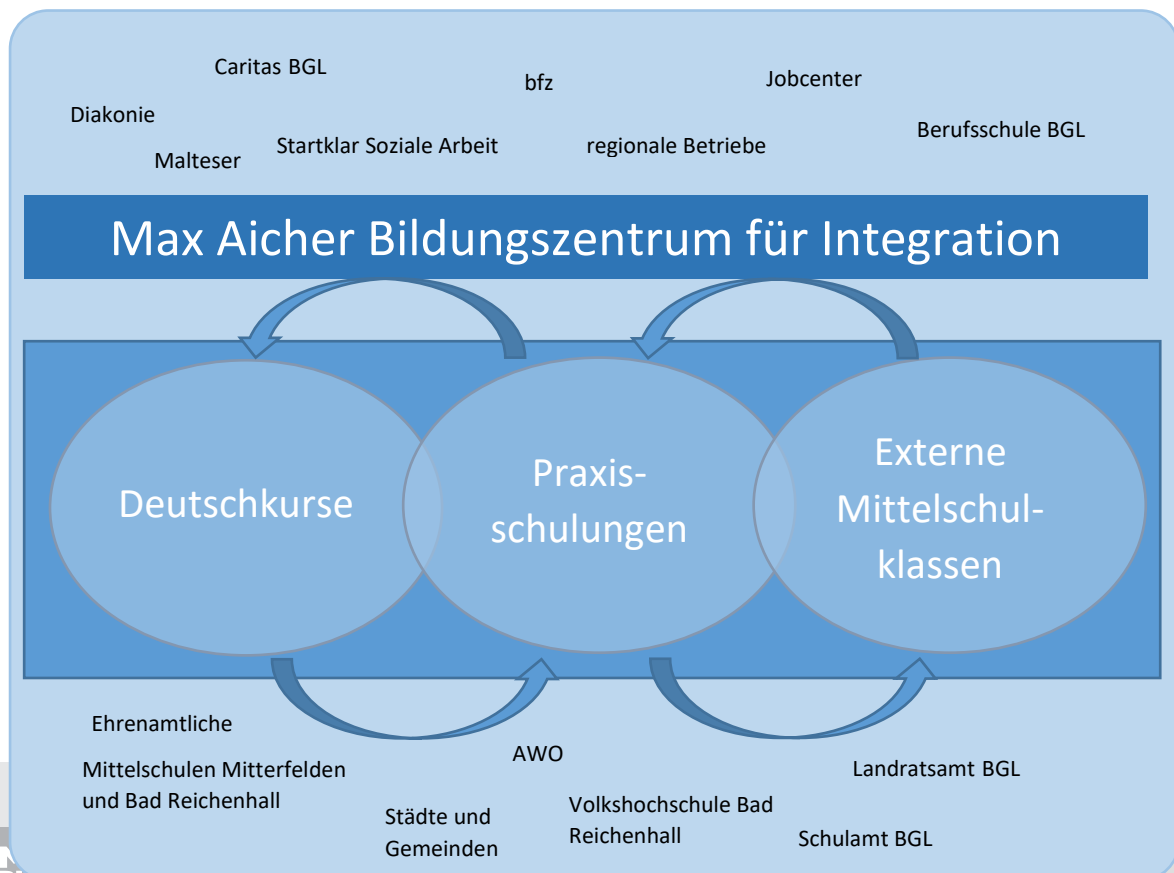 Caritas BGL
bfz
Jobcenter
Diakonie
Malteser
Startklar Soziale Arbeit
regionale Betriebe
Berufsschule BGL
Max Aicher Bildungszentrum für Integration
Deutschkurse
Praxis-
schulungen
Externe
Mittelschul-
klassen
Ehrenamtliche
Mittelschulen Mitterfelden
und Bad Reichenhall
AWO
Städte und
Gemeinden
Volkshochschule Bad
Reichenhall
Landratsamt BGL
Schulamt BGL